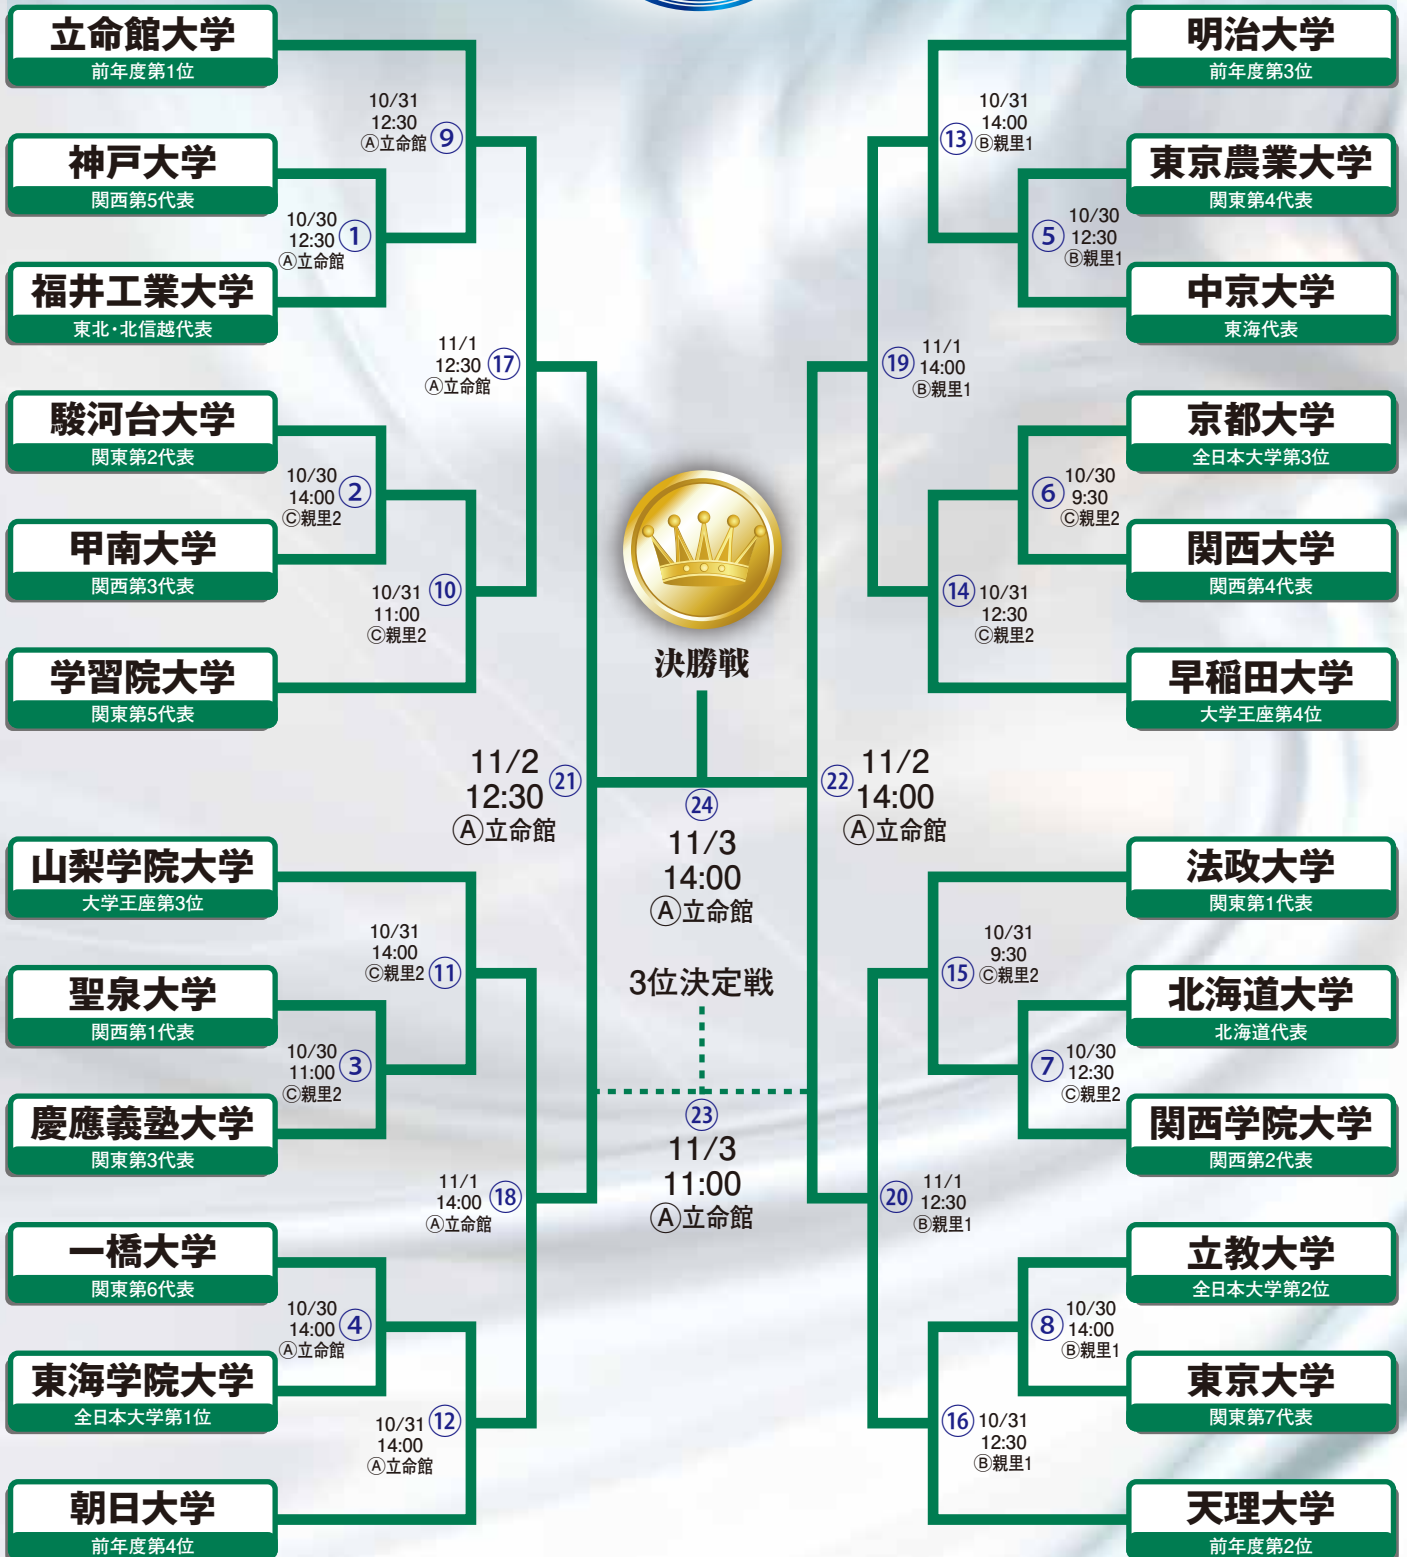 立命館大学
前年度第1位
神戸大学
関西第5代表
福井工業大学
東北・北信越代表
駿河台大学
関東第2代表
甲南大学
関西第3代表
学習院大学
関東第5代表
山梨学院大学
大学王座第3位
聖泉大学
関西第1代表
慶應義塾大学
関東第3代表
一橋大学
関東第6代表
東海学院大学
全日本大学第1位
朝日大学
前年度第4位
10/31
12:30
Ⓐ立命館 ⑨
10/30
12:30 ①
Ⓐ立命館
11/1
12:30 ⑰
Ⓐ立命館
10/30
14:00 ②
Ⓒ親里2
10/31 ⑩
11:00
Ⓒ親里2
11/2
12:30 ㉑
Ⓐ立命館
10/31
14:00
Ⓒ親里2 ⑪
10/30
11:00 ③
Ⓒ親里2
11/1
14:00 ⑱
Ⓐ立命館
10/30
14:00 ④
Ⓐ立命館
10/31 ⑫
14:00
Ⓐ立命館
決勝戦
㉔
11/3
14:00
Ⓐ立命館
3位決定戦
㉓
11/3
11:00
Ⓐ立命館
10/31
14:00
⑬ Ⓑ親里1
10/30
⑤ 12:30
Ⓑ親里1
11/1
⑲ 14:00
Ⓑ親里1
10/30
⑥ 9:30
Ⓒ親里2
⑭ 10/31
12:30
Ⓒ親里2
㉒ 11/2
14:00
Ⓐ立命館
10/31
9:30
⑮ Ⓒ親里2
10/30
⑦ 12:30
Ⓒ親里2
11/1
⑳ 12:30
Ⓑ親里1
10/30
⑧ 14:00
Ⓑ親里1
⑯ 10/31
12:30
Ⓑ親里1
明治大学
前年度第3位
東京農業大学
関東第4代表
中京大学
東海代表
京都大学
全日本大学第3位
関西大学
関西第4代表
早稲田大学
大学王座第4位
法政大学
関東第1代表
北海道大学
北海道代表
関西学院大学
関西第2代表
立教大学
全日本大学第2位
東京大学
関東第7代表
天理大学
前年度第2位